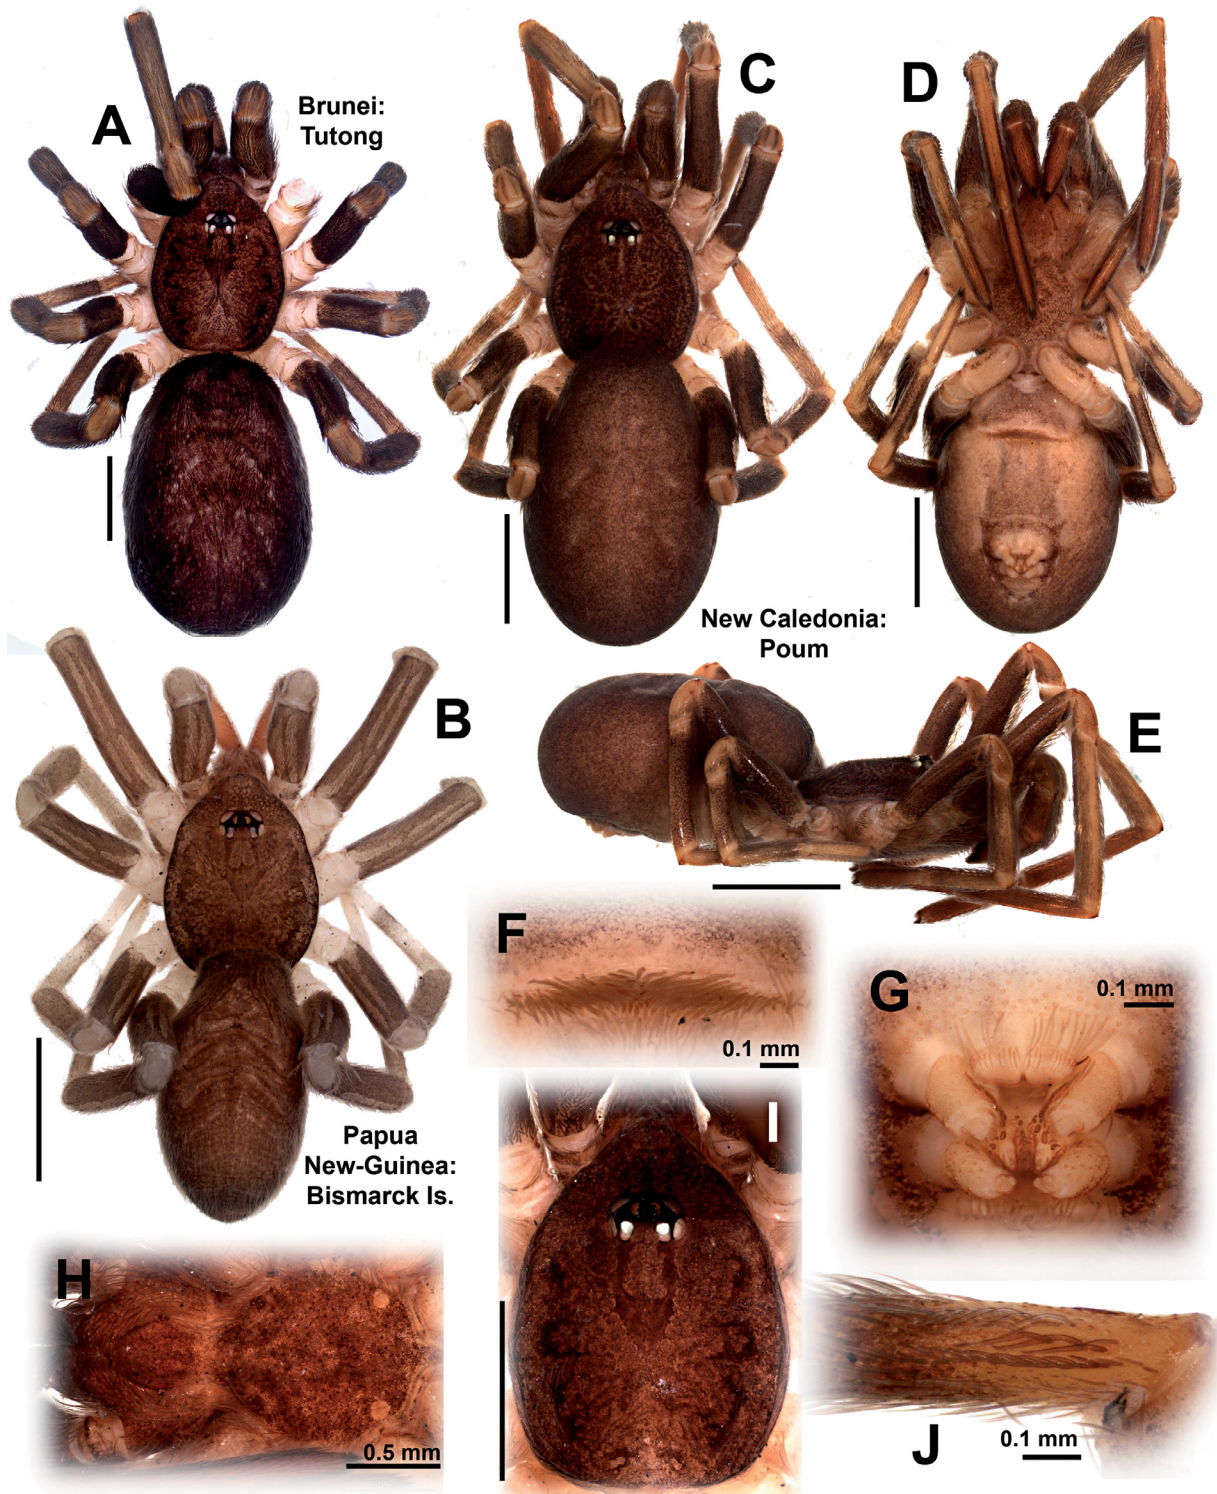 A
Brunei:
Tutong
C
D
B
New Caledonia:
Poum
E
Papua
New-Guinea:
Bismarck Is.
F
0.1 mm
G
0.1 mm
H
0.5 mm
I
J
0.1 mm